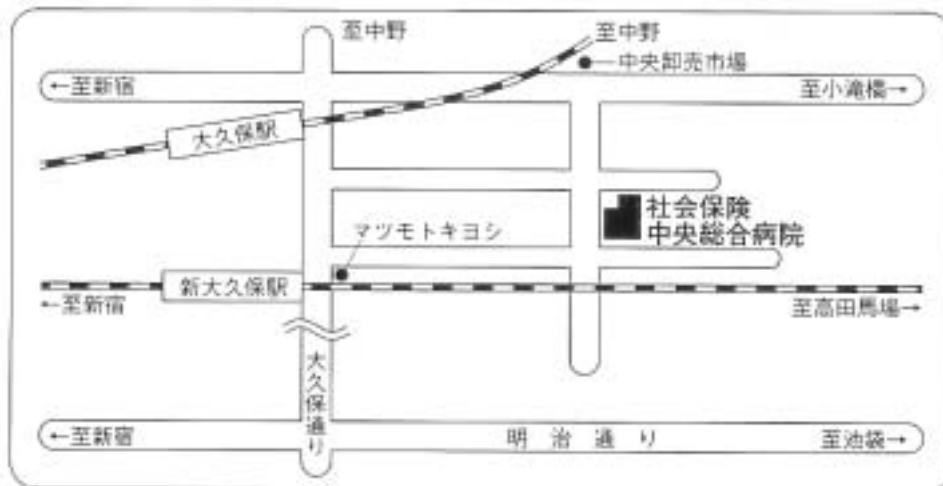 至中野
至中野
中央卸売市場
←至新宿
至小滝橋→
大久保駅
社会保険
中央総合病院
マツモトキヨシ
新大久保駅
←至新宿
至高田馬場→
大久保通り
←至新宿
明治通り
至池袋→